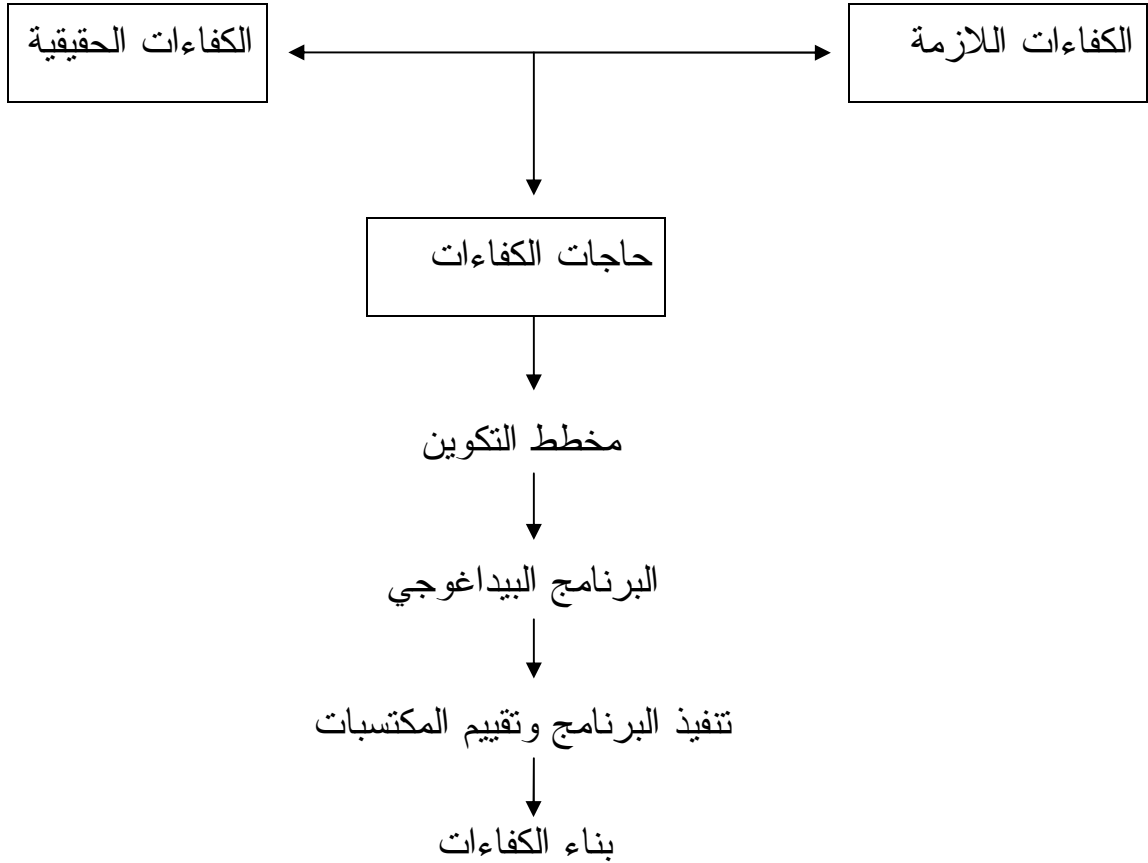 الكفاءات اللازمة
الكفاءات الحقيقية
حاجات الكفاءات
مخطط التكوين
البرنامج البيداغوجي
تنفيذ البرنامج وتقييم المكتسبات
بناء الكفاءات